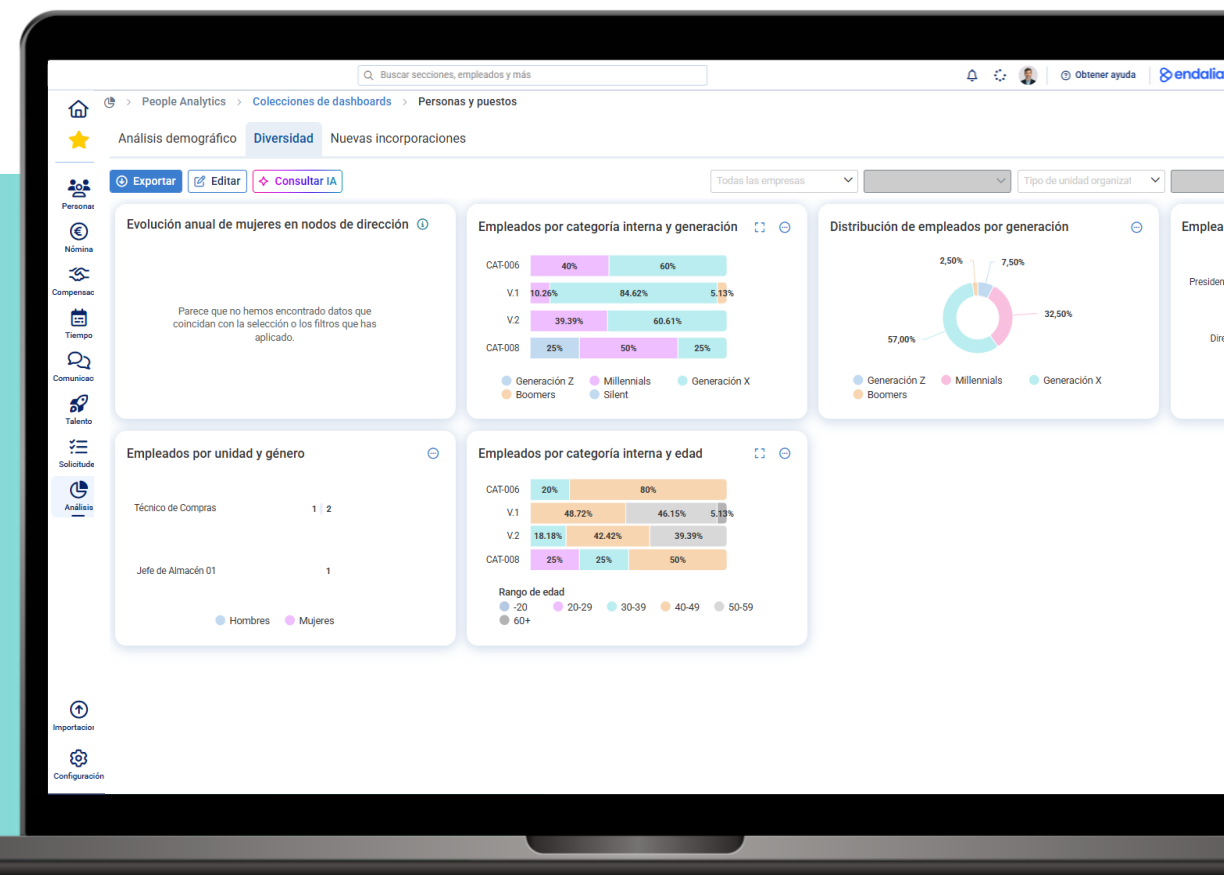 Buscar secciones, empleados y más
Obtener ayuda
endalia
People Analytics > Colecciones de dashboards > Personas y puestos
Análisis demográfico
Diversidad
Nuevas incorporaciones
Exportar
Editar
Consultar IA
Todas las empresas
Tipo de unidad organizat
Personas
Nómina
Compensac
Tiempo
Comunicac
Talento
Solicitude
Análisis
Importacion
Configuración
Evolución anual de mujeres en nodos de dirección
Parece que no hemos encontrado datos que
coincidan con la selección o los filtros que has
aplicado.
Empleados por categoría interna y generación
CAT-006 40% 60%
V.1 10.26% 84.62% 5.13%
V.2 39.39% 60.61%
CAT-008 25% 50% 25%
Generación Z Millennials Generación X
Boomers Silent
Distribución de empleados por generación
2,50% 7,50%
32,50%
57,00%
Generación Z Millennials Generación X
Boomers
Emplea
Presiden
Dire
Empleados por unidad y género
Técnico de Compras 1 2
Jefe de Almacén 01 1
Hombres Mujeres
Empleados por categoría interna y edad
CAT-006 20% 80%
V.1 48.72% 46.15% 5.13%
V.2 18.18% 42.42% 39.39%
CAT-008 25% 25% 50%
Rango de edad
-20 20-29 30-39 40-49 50-59
60+